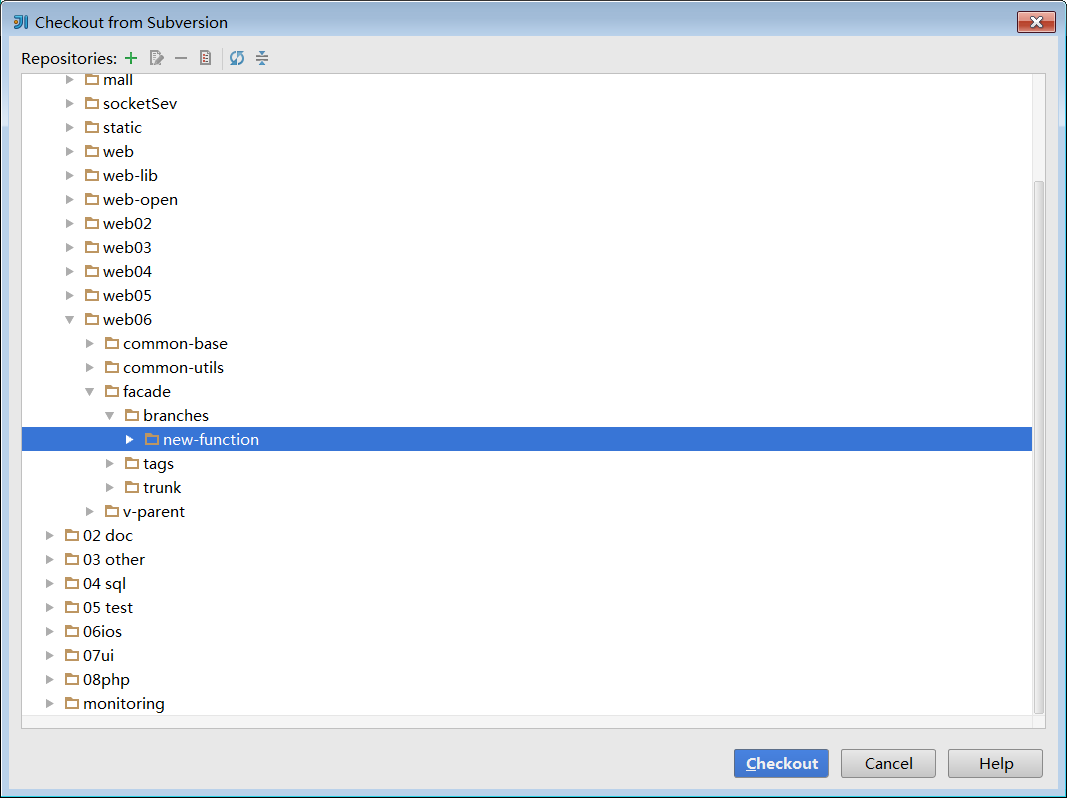 Checkout from Subversion
Repositories:
mall
socketSev
static
web
web-lib
web-open
web02
web03
web04
web05
web06
common-base
common-utils
facade
branches
new-function
tags
trunk
v-parent
02 doc
03 other
04 sql
05 test
06ios
07ui
08php
monitoring
Checkout Cancel Help